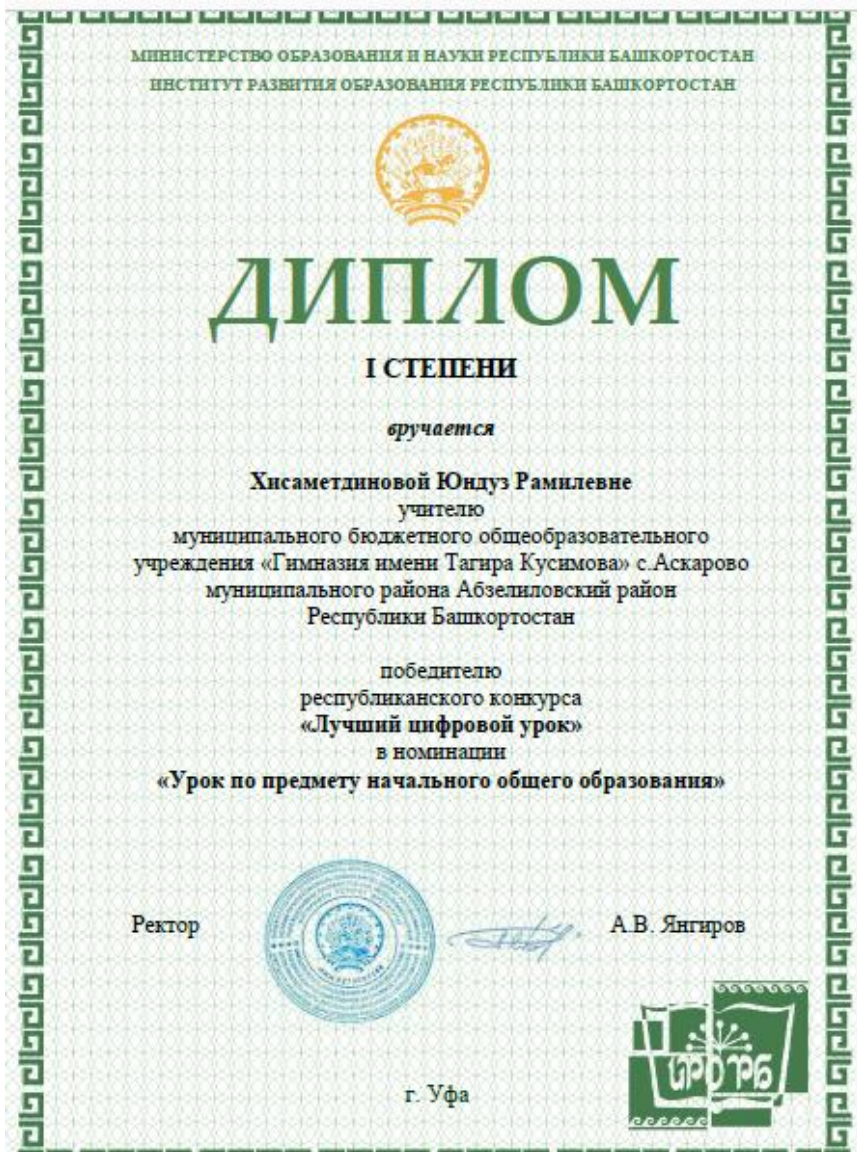 МИНИСТЕРСТВО ОБРАЗОВАНИЯ И НАУКИ РЕСПУБЛИКИ БАШКОРТОСТАН
ИНСТИТУТ РАЗВИТИЯ ОБРАЗОВАНИЯ РЕСПУБЛИКИ БАШКОРТОСТАН
ДИПЛОМ
I СТЕПЕНИ
вручается
Хисаметдиновой Юндуз Рамилевне
учителю
муниципального бюджетного общеобразовательного
учреждения «Гимназия имени Тагира Кусимова» с.Аскарово
муниципального района Абзелиловский район
Республики Башкортостан
победителю
республиканского конкурса
«Лучший цифровой урок»
в номинации
«Урок по предмету начального общего образования»
Ректор
А.В. Янгиров
ИРО РБ
г. Уфа